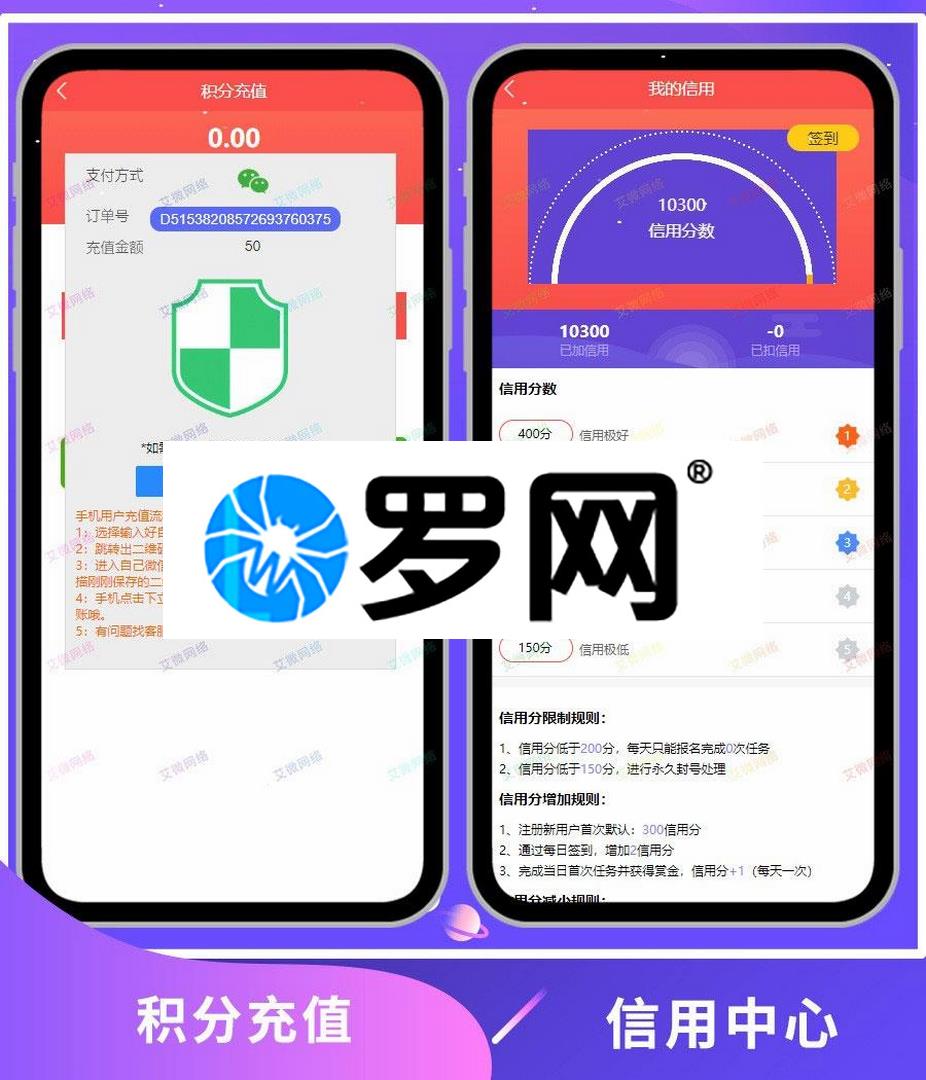 积分充值
0.00
支付方式
订单号 D51538208572693760375
充值金额 50
*如
手机用户充值流
1：选择输入好自
2：跳转出二维码
3：进入自己微信
描刚刚保存的二
4：手机点击下立
账哦。
5：有问题找客服
我的信用
签到
10300
信用分数
10300 -0
已加信用 已扣信用
信用分数
400分 信用极好 1
2
3
4
150分 信用极低 5
信用分限制规则：
1、信用分低于200分，每天只能报名完成0次任务
2、信用分低于150分，进行永久封号处理
信用分增加规则：
1、注册新用户首次默认：300信用分
2、通过每日签到，增加2信用分
3、完成当日首次任务并获得赏金，信用分+1（每天一次）
用分减少规则：
罗网®
艾微网络
积分充值
信用中心